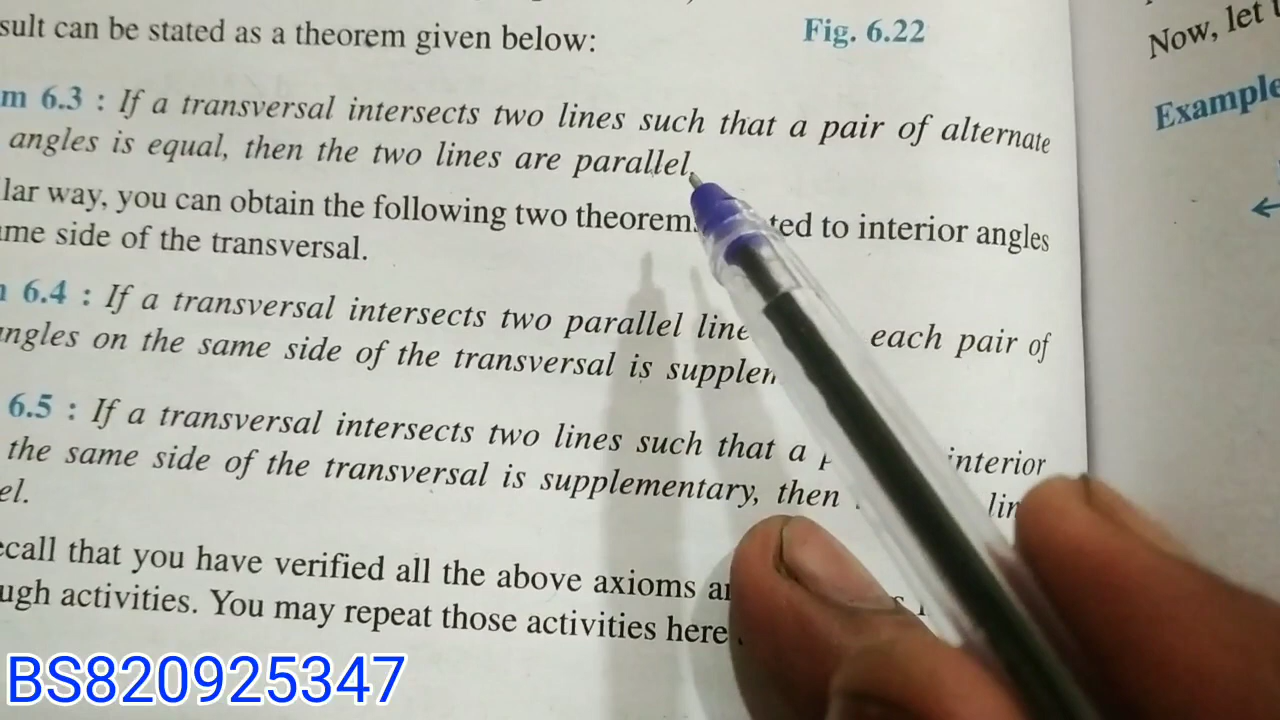 sult can be stated as a theorem given below:
Fig. 6.22
m 6.3 : If a transversal intersects two lines such that a pair of alternate
angles is equal, then the two lines are parallel.
lar way, you can obtain the following two theorems ted to interior angles
me side of the transversal.
6.4 : If a transversal intersects two parallel line each pair of
ngles on the same side of the transversal is supplem
6.5 : If a transversal intersects two lines such that a p interior
the same side of the transversal is supplementary, then lin
el.
ecall that you have verified all the above axioms an
ugh activities. You may repeat those activities here
Now, let
Example
BS820925347